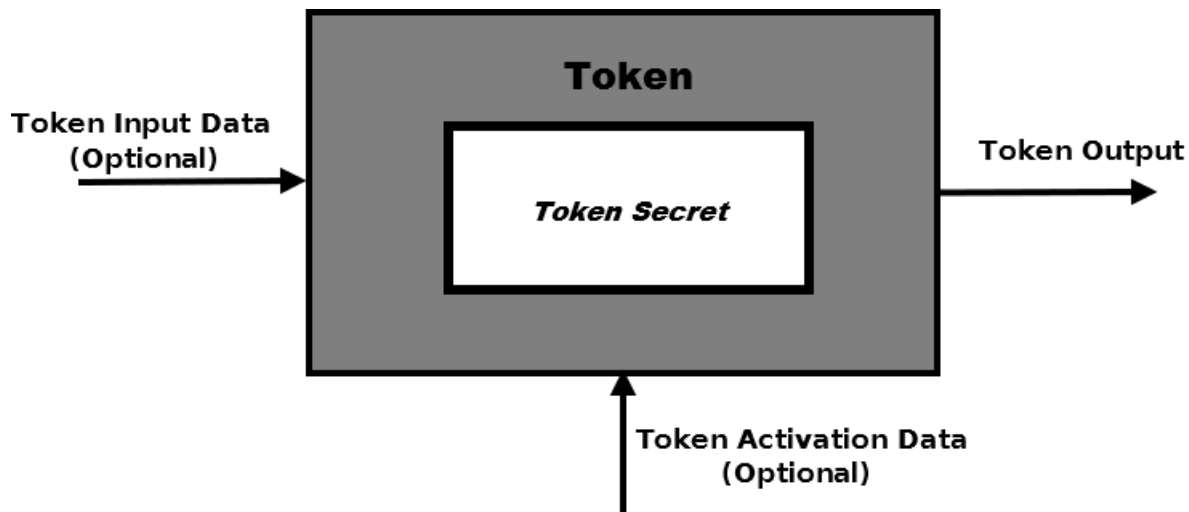 Token
Token Input Data
(Optional)
Token Output
Token Secret
Token Activation Data
(Optional)